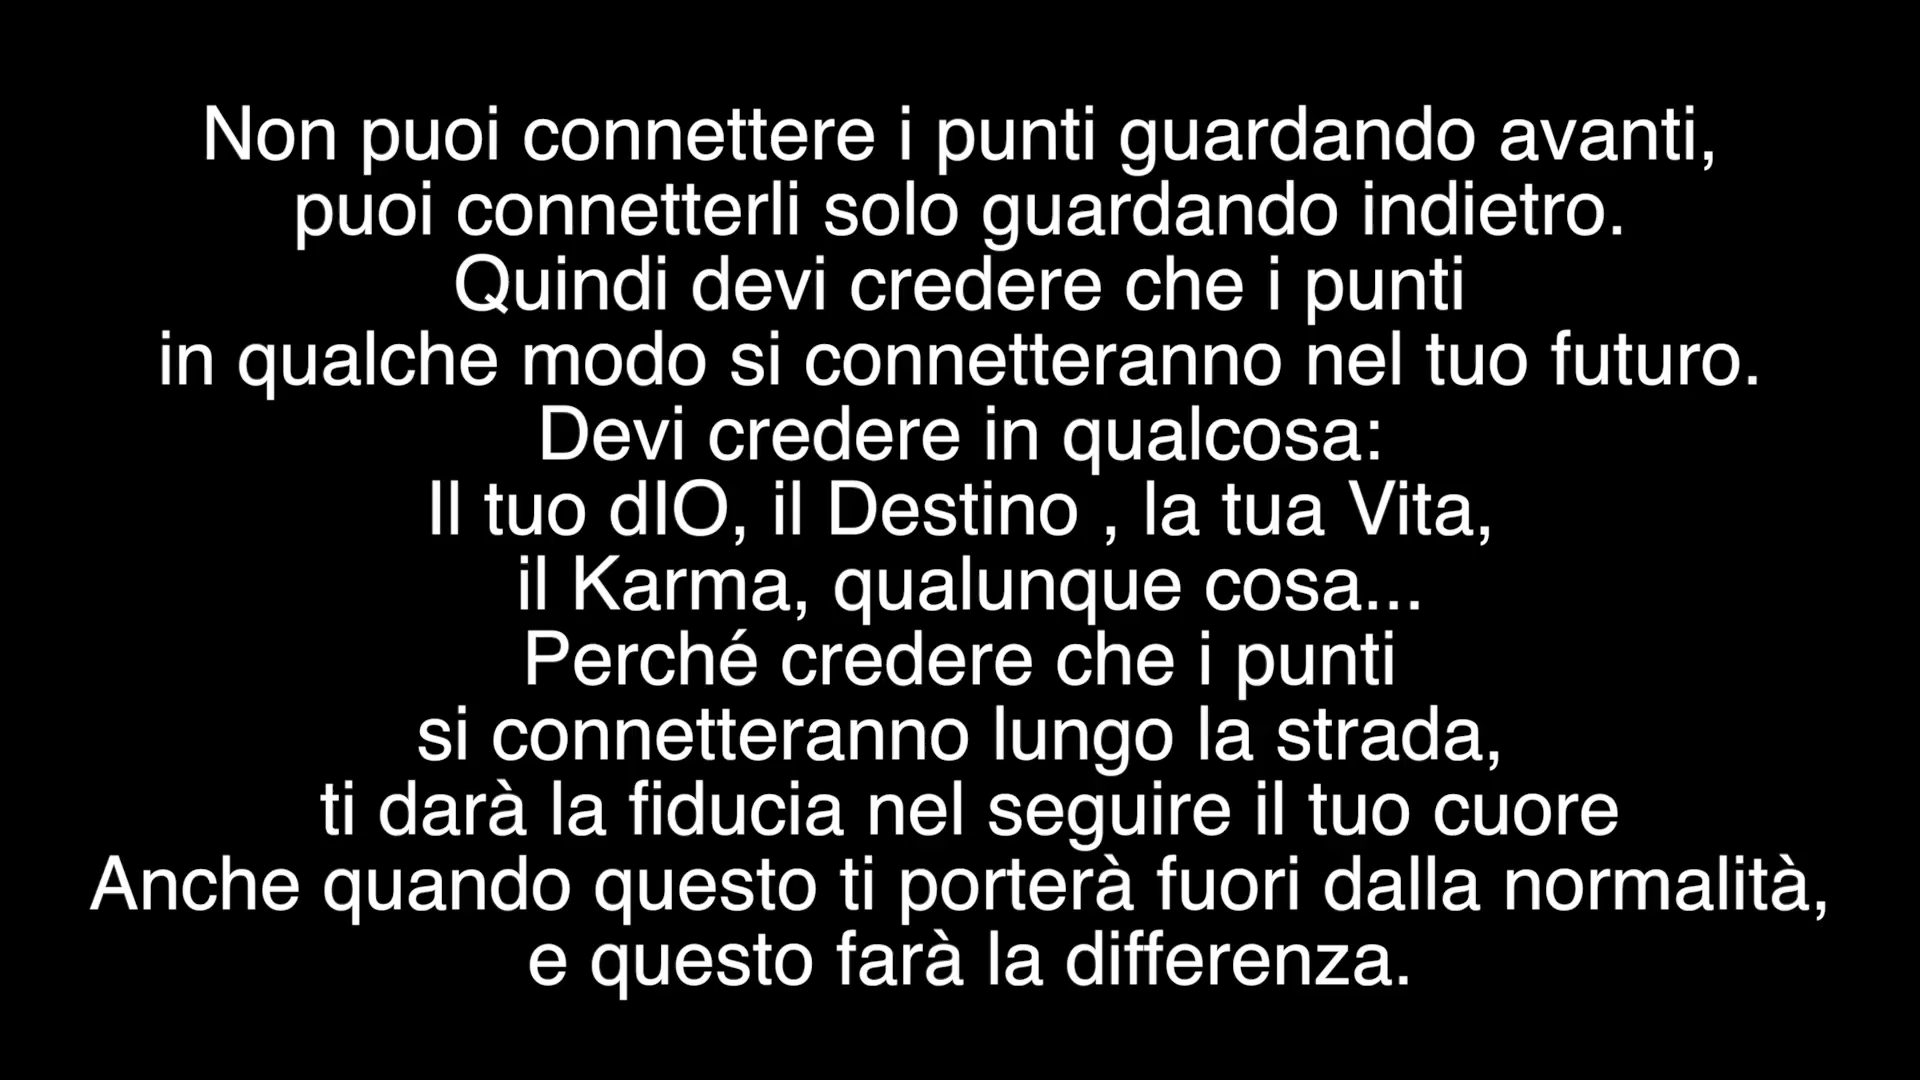 Non puoi connettere i punti guardando avanti,
puoi connetterli solo guardando indietro.
Quindi devi credere che i punti
in qualche modo si connetteranno nel tuo futuro.
Devi credere in qualcosa:
Il tuo dIO, il Destino , la tua Vita,
il Karma, qualunque cosa...
Perché credere che i punti
si connetteranno lungo la strada,
ti darà la fiducia nel seguire il tuo cuore
Anche quando questo ti porterà fuori dalla normalità,
e questo farà la differenza.